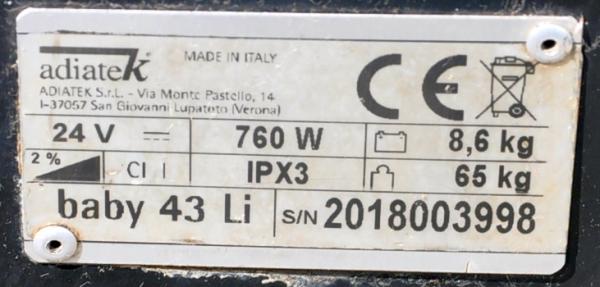 adiatek
MADE IN ITALY
ADIATEK S.r.L. - Via Monte Pastello, 14
I-37057 San Giovanni Lupatoto (Verona)
CE
24 V 760 W 8,6 kg
2 % Cl I IPX3 65 kg
baby 43 Li S/N 2018003998